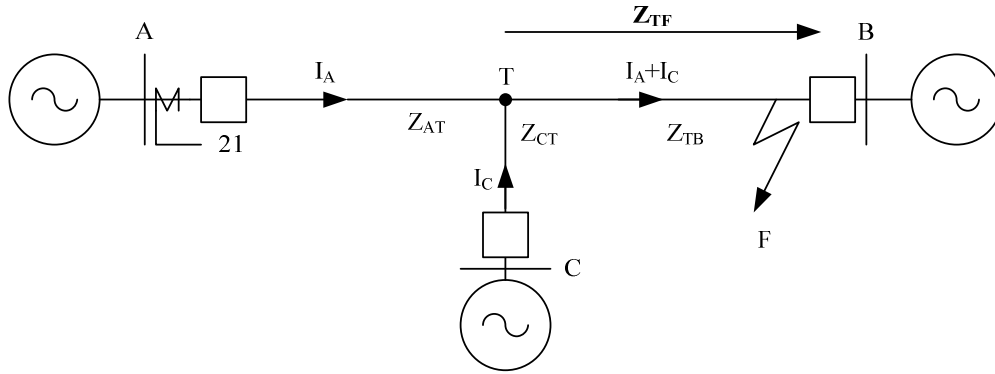 Z_TF
A
B
I_A
T
I_A+I_C
Z_AT
Z_CT
Z_TB
21
I_C
F
C